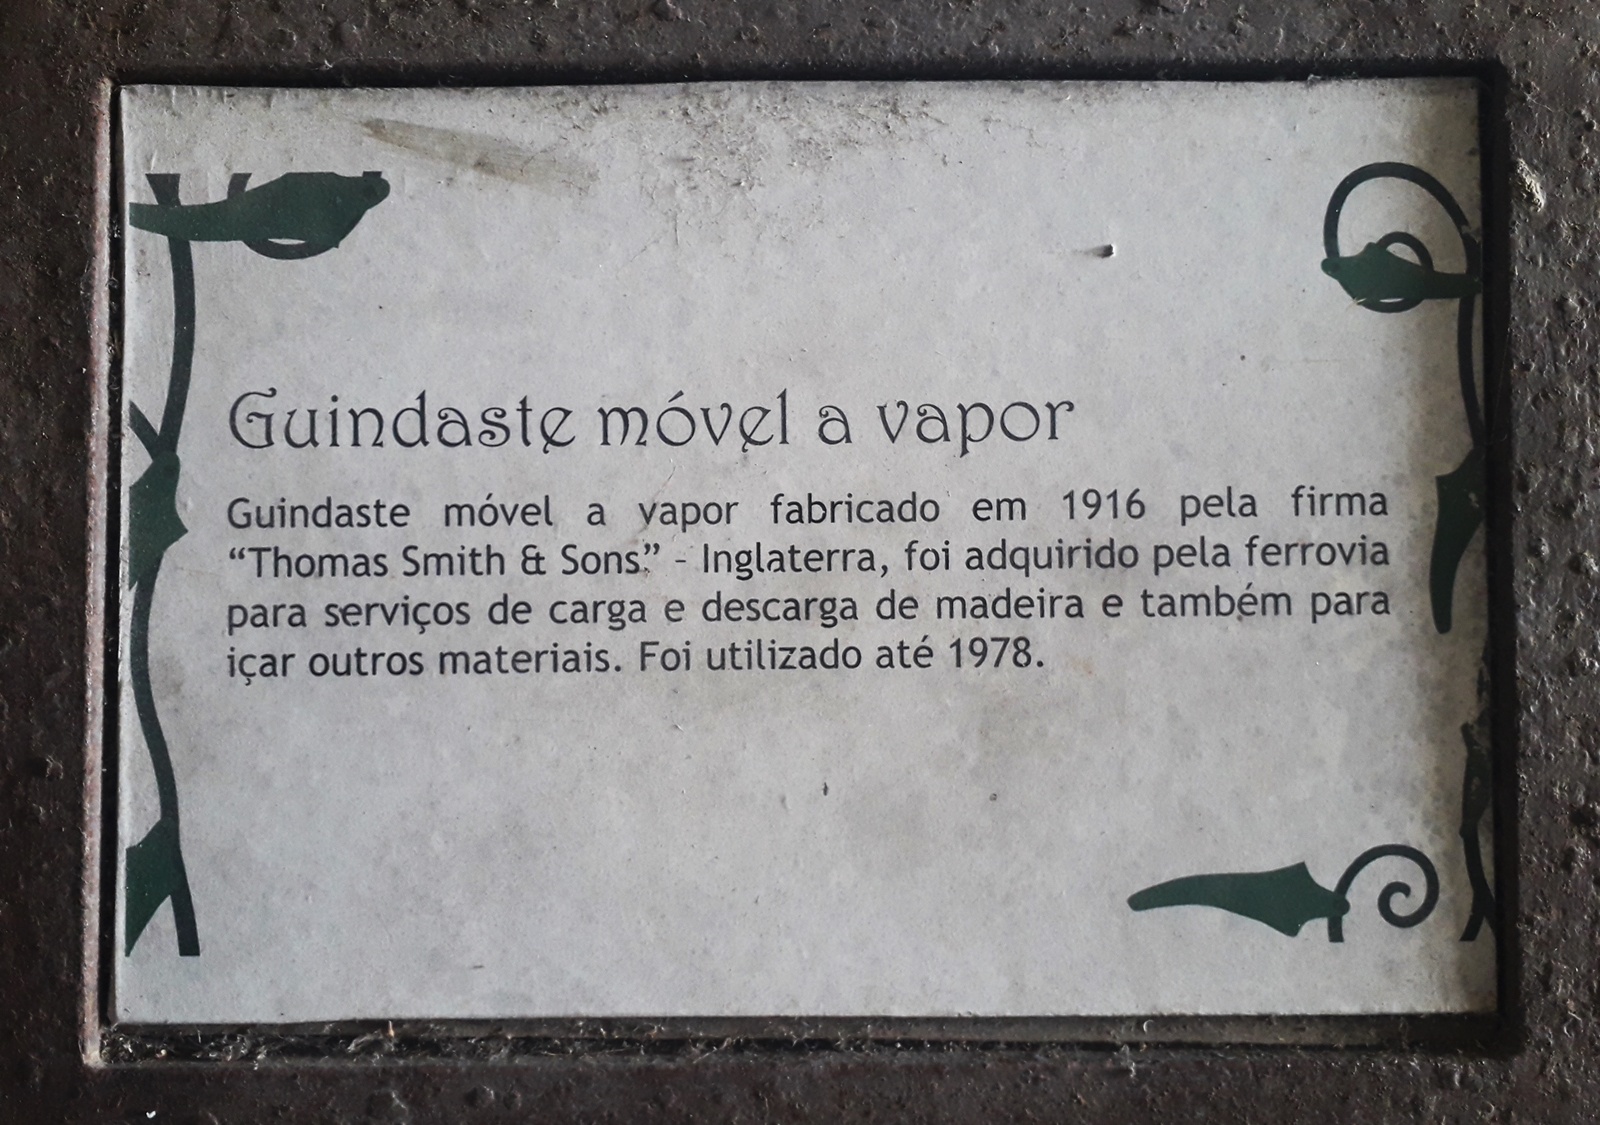 Guindaste móvel a vapor
Guindaste móvel a vapor fabricado em 1916 pela firma
“Thomas Smith & Sons.” - Inglaterra, foi adquirido pela ferrovia
para serviços de carga e descarga de madeira e também para
içar outros materiais. Foi utilizado até 1978.